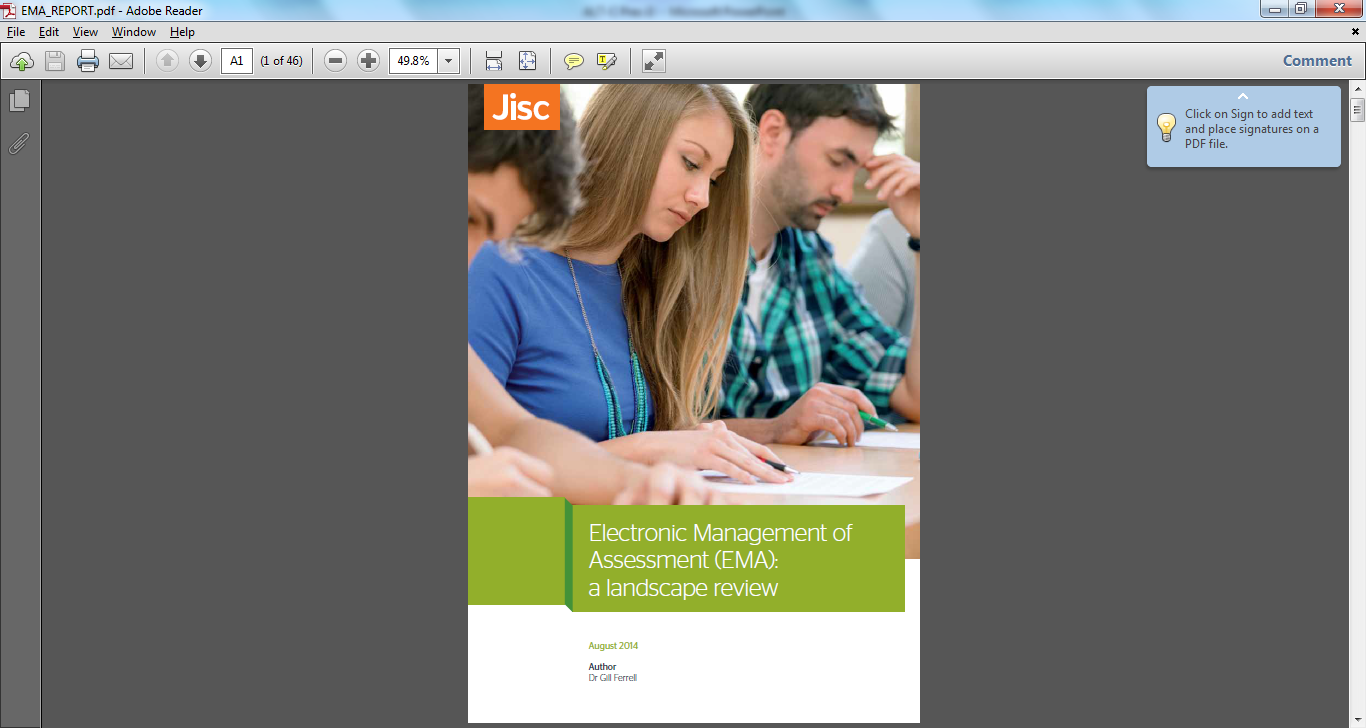 EMA_REPORT.pdf - Adobe Reader
File Edit View Window Help
A1 (1 of 46) 49.8% Comment
Jisc
Click on Sign to add text
and place signatures on a
PDF file.
Electronic Management of
Assessment (EMA):
a landscape review
August 2014
Author
Dr Gill Ferrell